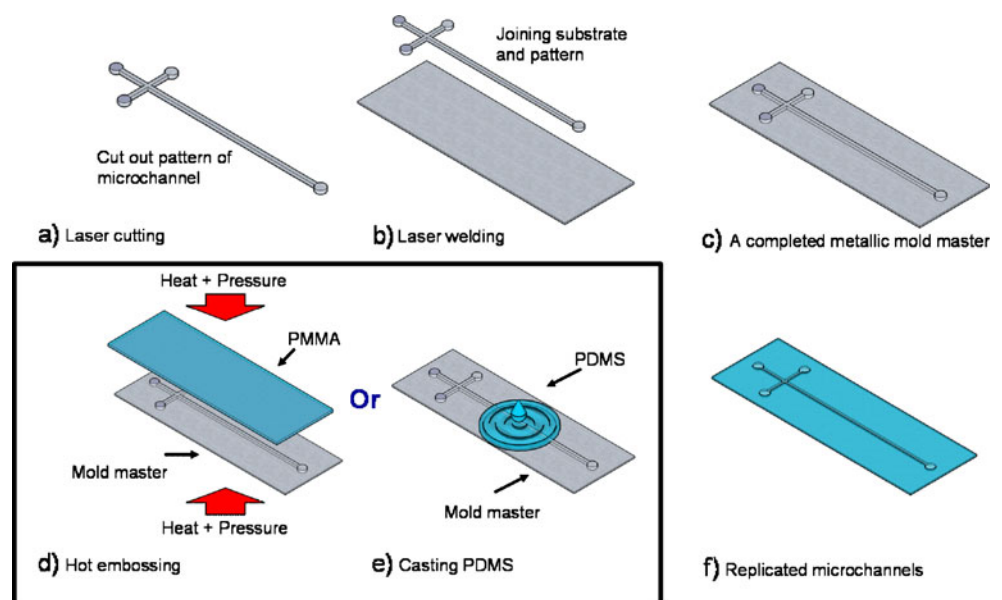 Cut out pattern of
microchannel
a) Laser cutting
Joining substrate
and pattern
b) Laser welding
c) A completed metallic mold master
Heat + Pressure
PMMA
Mold master
Heat + Pressure
d) Hot embossing
Or
PDMS
Mold master
e) Casting PDMS
f) Replicated microchannels